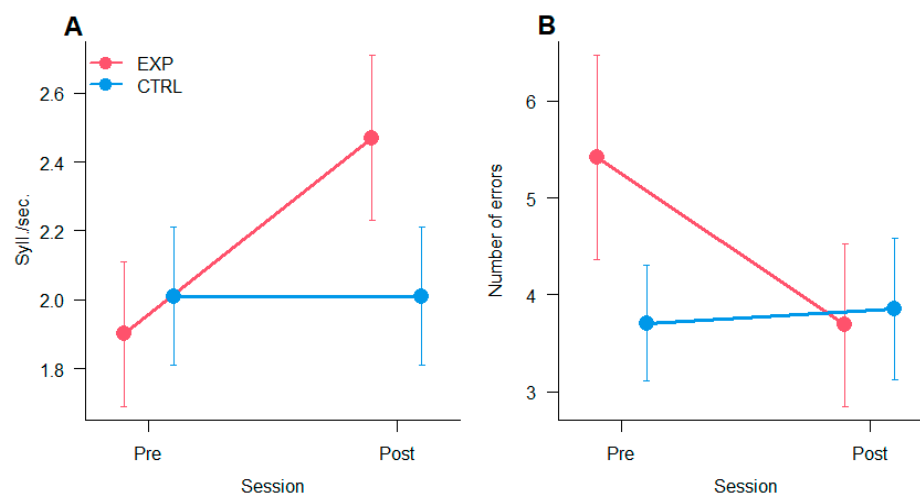 A
EXP
CTRL
2.6
2.4
2.2
2.0
1.8
Syll./sec.
Pre
Post
Session
B
6
5
4
3
Number of errors
Pre
Post
Session